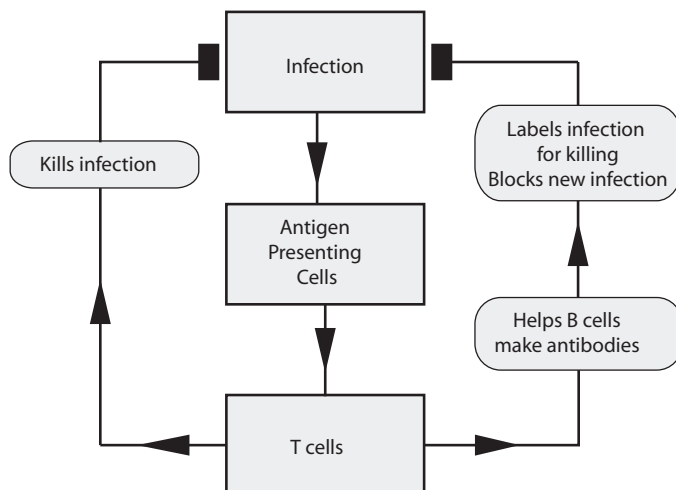 Infection
Kills infection
Labels infection
for killing
Blocks new infection
Antigen
Presenting
Cells
Helps B cells
make antibodies
T cells